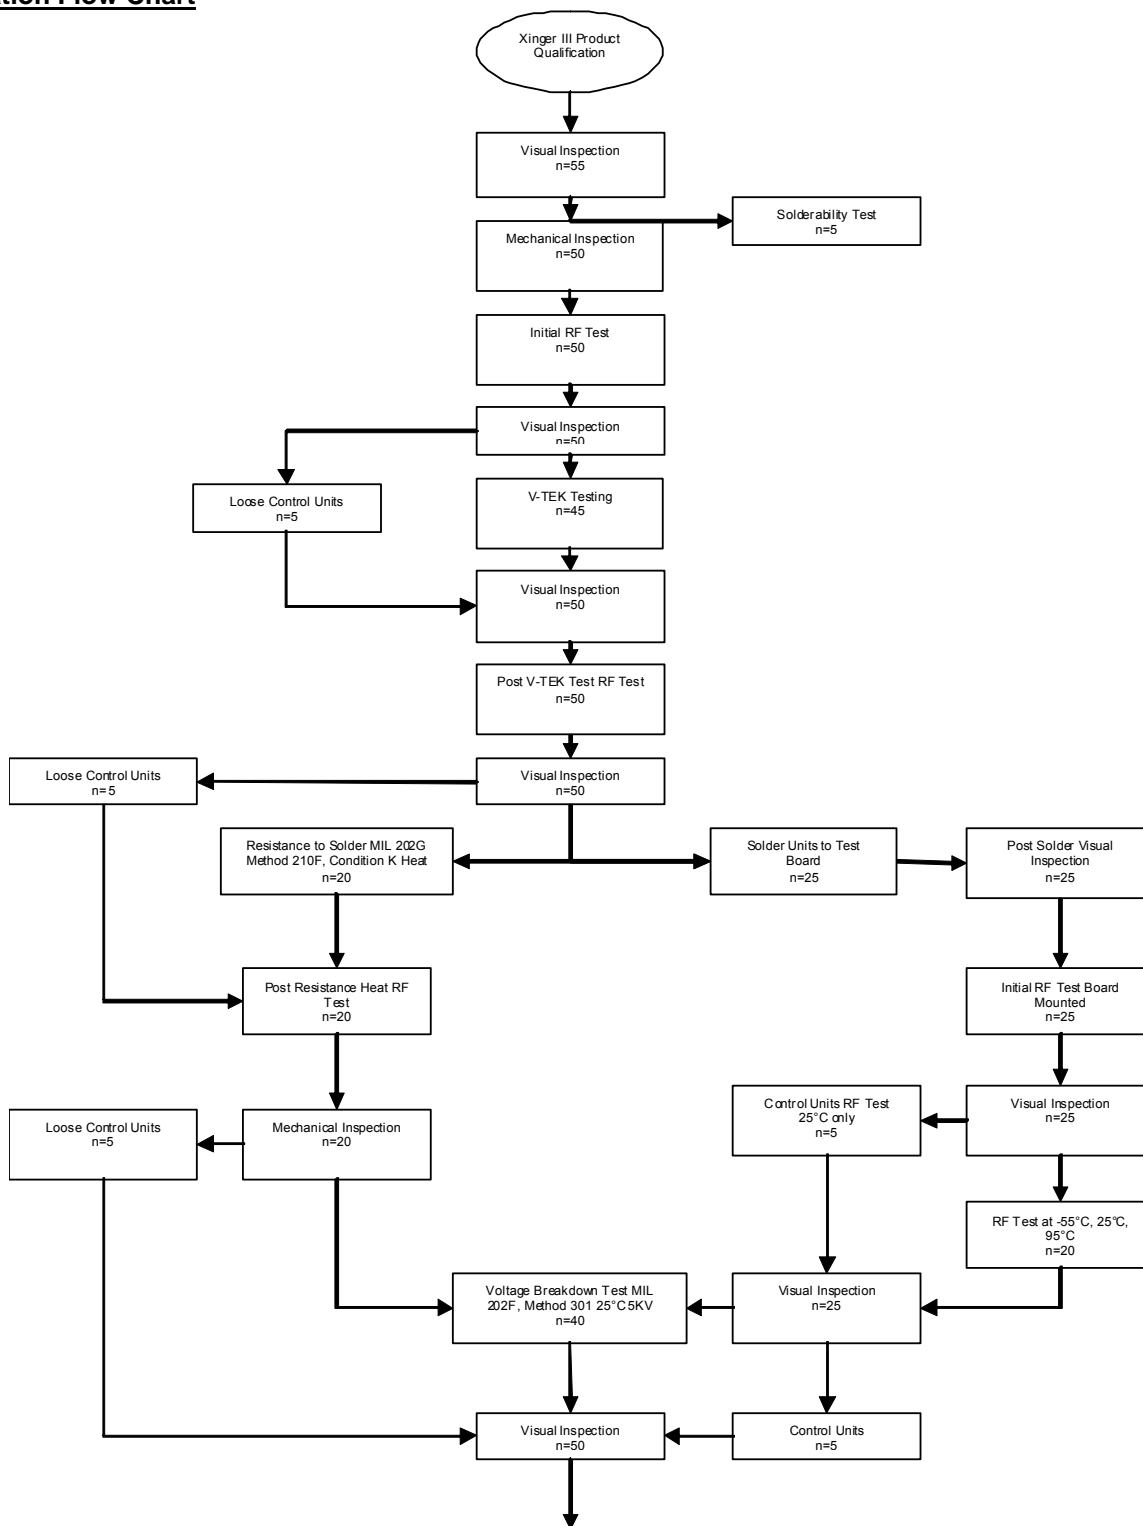 Xinger III Product
Qualification
Visual Inspection
n=55
Solderability Test
n=5
Mechanical Inspection
n=50
Initial RF Test
n=50
Visual Inspection
n=50
Loose Control Units
n=5
V-TEK Testing
n=45
Visual Inspection
n=50
Post V-TEK Test RF Test
n=50
Loose Control Units
n=5
Visual Inspection
n=50
Resistance to Solder MIL 202G
Method 210F, Condition K Heat
n=20
Solder Units to Test
Board
n=25
Post Solder Visual
Inspection
n=25
Post Resistance Heat RF
Test
n=20
Initial RF Test Board
Mounted
n=25
Loose Control Units
n=5
Mechanical Inspection
n=20
Control Units RF Test
25°C only
n=5
Visual Inspection
n=25
RF Test at -55°C, 25°C,
95°C
n=20
Voltage Breakdown Test MIL
202F, Method 301 25°C 5KV
n=40
Visual Inspection
n=25
Visual Inspection
n=50
Control Units
n=5